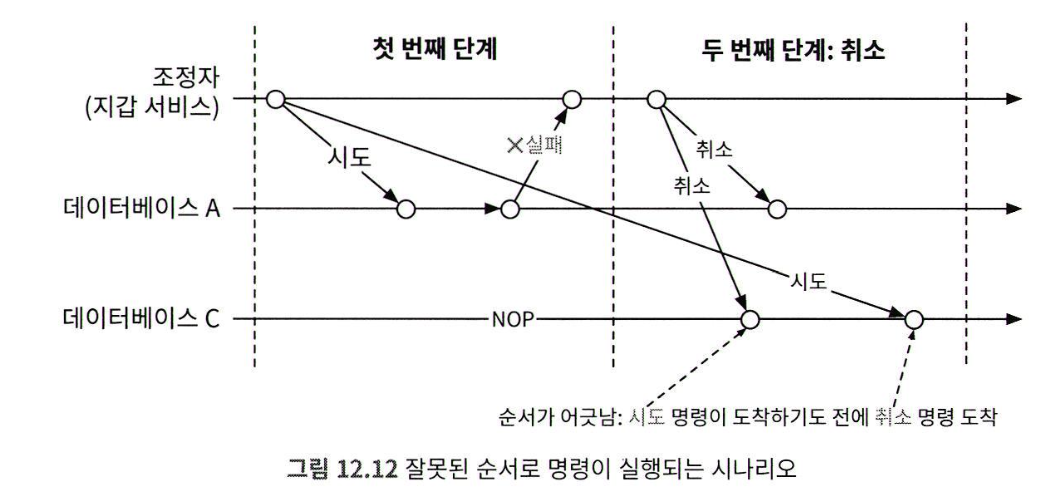 첫 번째 단계
두 번째 단계: 취소
조정자
(지갑 서비스)
시도
×실패
취소
취소
데이터베이스 A
시도
데이터베이스 C
NOP
순서가 어긋남: 시도 명령이 도착하기도 전에 취소 명령 도착
그림 12.12 잘못된 순서로 명령이 실행되는 시나리오